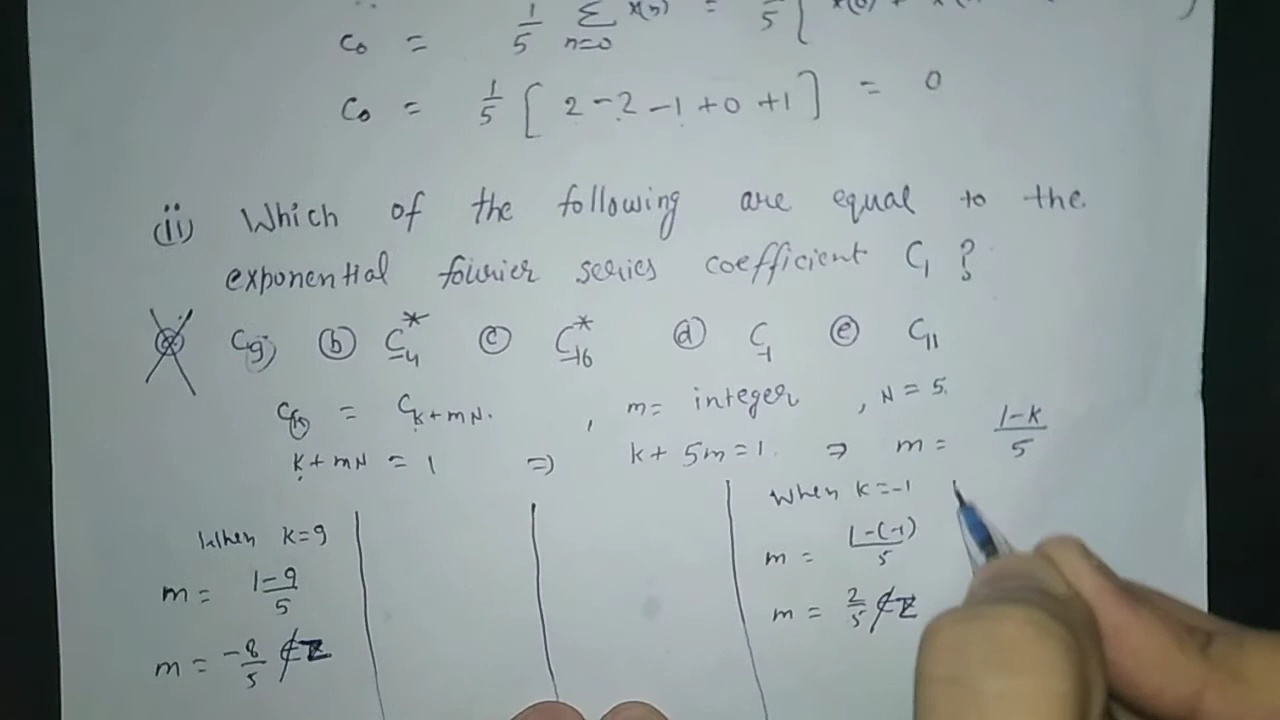 C₀ = 1/5 Σ n=0 x(n) = 1/5 [ x(0) +
C₀ = 1/5 [ 2 - 2 - 1 + 0 + 1 ] = 0
(ii) Which of the following are equal to the
exponential fourier series coefficient C₁ ?
ⓐ C₉ ⓑ C₋₄* ⓒ C₋₁₆* ⓓ C₋₁ ⓔ C₁₁
Cₖ = Cₖ₊ₘN. , m = integer , N = 5.
k + mN = 1 ⇒ k + 5m = 1. ⇒ m = (1-k)/5
When k = 9
m = (1-9)/5
m = -8/5 ∉ Z
When k = -1
m = (1-(-1))/5
m = 2/5 ∉ Z